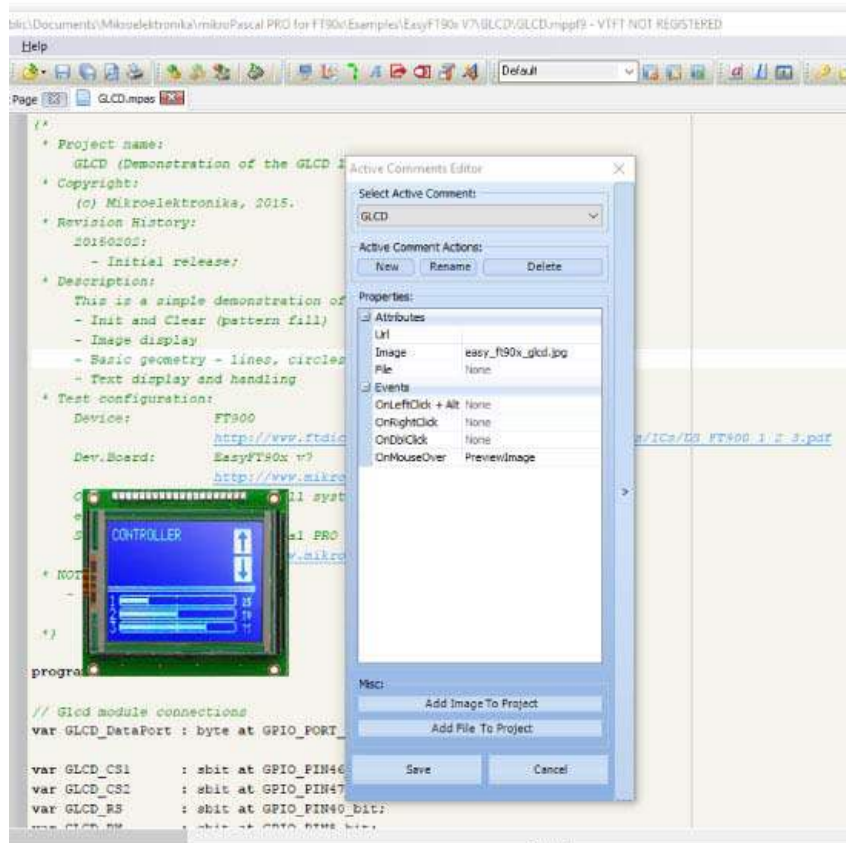 blic\Documents\Mikroelektronika\mikroPascal PRO for FT90x\Examples\EasyFT90x V7\GLCD\GLCD.mppf9 - VTFT NOT REGISTERED
Help
Default
Page GLCD.mpas
(*
* Project name:
GLCD (Demonstration of the GLCD
* Copyright:
(c) Mikroelektronika, 2015.
* Revision History:
20150202:
- Initial release;
* Description:
This is a simple demonstration of
- Init and Clear (pattern fill)
- Image display
- Basic geometry - lines, circles
- Text display and handling
* Test configuration:
Device: FT900
http://www.ftdic
s/ICs/DS_FT900_1_2_3.pdf
Dev.Board: EasyFT90x v7
http://www.mikro
ll syst
al PRO
w.mikro
* NOT
-
*)
progra
// Glcd module connections
var GLCD_DataPort : byte at GPIO_PORT_
var GLCD_CS1 : sbit at GPIO_PIN46
var GLCD_CS2 : sbit at GPIO_PIN47
var GLCD_RS : sbit at GPIO_PIN40_bit;
CONTROLLER
1
2
3
Active Comments Editor
Select Active Comment:
GLCD
Active Comment Actions:
New Rename Delete
Properties:
Attributes
Url
Image easy_ft90x_glcd.jpg
File None
Events
OnLeftClick + Alt None
OnRightClick None
OnDblClick None
OnMouseOver PreviewImage
>
Misc:
Add Image To Project
Add File To Project
Save Cancel